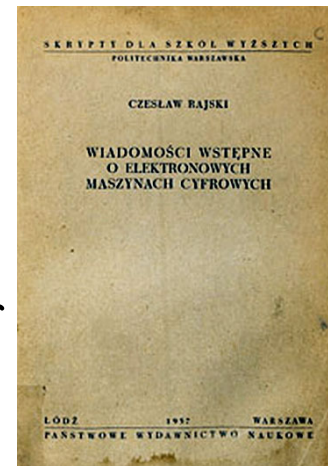 SKRYPTY DLA SZKÓŁ WYŻSZYCH
POLITECHNIKA WARSZAWSKA
CZESŁAW RAJSKI
WIADOMOŚCI WSTĘPNE
O ELEKTRONOWYCH
MASZYNACH CYFROWYCH
ŁÓDŹ 1957 WARSZAWA
PAŃSTWOWE WYDAWNICTWO NAUKOWE